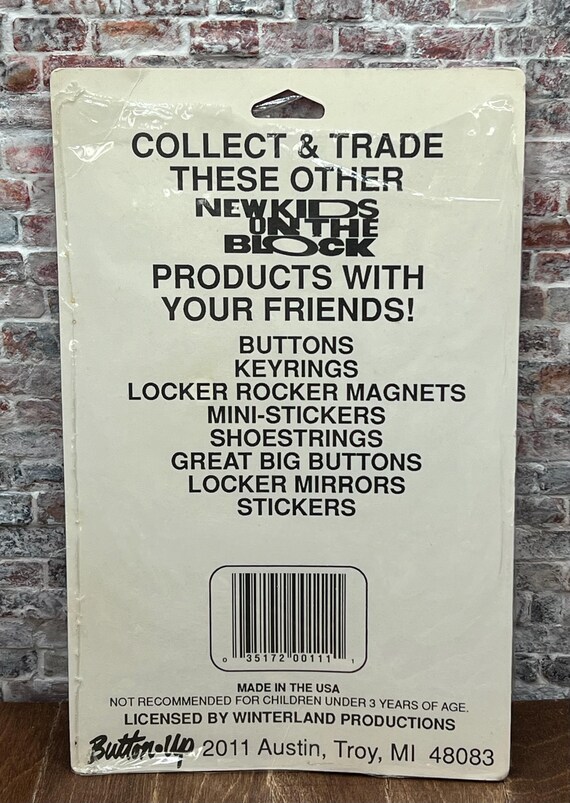 COLLECT & TRADE
THESE OTHER
NEW KIDS
ON THE
BLOCK
PRODUCTS WITH
YOUR FRIENDS!
BUTTONS
KEYRINGS
LOCKER ROCKER MAGNETS
MINI-STICKERS
SHOESTRINGS
GREAT BIG BUTTONS
LOCKER MIRRORS
STICKERS
0 35172 00111 1
MADE IN THE USA
NOT RECOMMENDED FOR CHILDREN UNDER 3 YEARS OF AGE.
LICENSED BY WINTERLAND PRODUCTIONS
Button-Up 2011 Austin, Troy, MI 48083